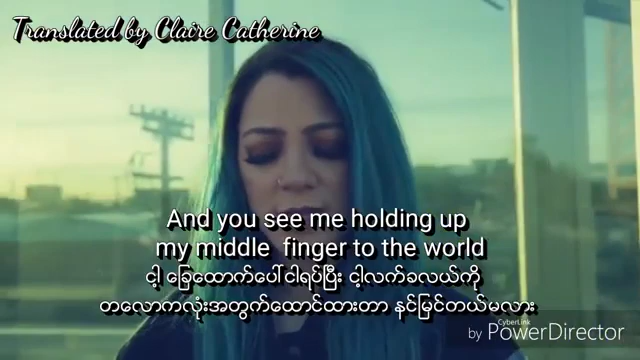 Translated by Claire Catherine
And you see me holding up
my middle finger to the world
ငါ့ ခြေထောက်ပေါ် ငါရပ်ပြီး ငါ့လက်ခလယ်ကို
တလောကလုံးအတွက်ထောင်ထားတာ နင်မြင်တယ်မလား
CyberLink
by PowerDirector